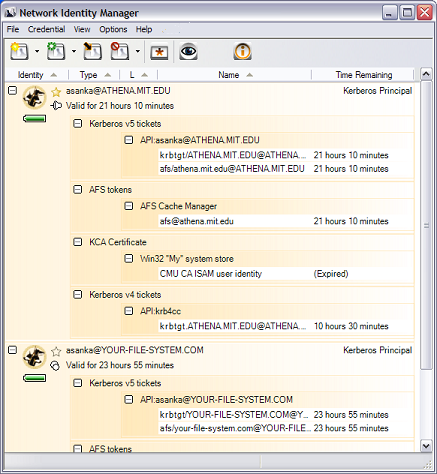 Network Identity Manager
File Credential View Options Help
Identity Type L Name Time Remaining
asanka@ATHENA.MIT.EDU Kerberos Principal
Valid for 21 hours 10 minutes
Kerberos v5 tickets
API:asanka@ATHENA.MIT.EDU
krbtgt/ATHENA.MIT.EDU@ATHENA... 21 hours 10 minutes
afs/athena.mit.edu@ATHENA.MIT.EDU 21 hours 10 minutes
AFS tokens
AFS Cache Manager
afs@athena.mit.edu 21 hours 10 minutes
KCA Certificate
Win32 "My" system store
CMU CA ISAM user identity (Expired)
Kerberos v4 tickets
API:krb4cc
krbtgt.ATHENA.MIT.EDU@ATHENA... 10 hours 30 minutes
asanka@YOUR-FILE-SYSTEM.COM Kerberos Principal
Valid for 23 hours 55 minutes
Kerberos v5 tickets
API:asanka@YOUR-FILE-SYSTEM.COM
krbtgt/YOUR-FILE-SYSTEM.COM@Y... 23 hours 55 minutes
afs/your-file-system.com@YOUR-FILE... 23 hours 55 minutes
AFS tokens